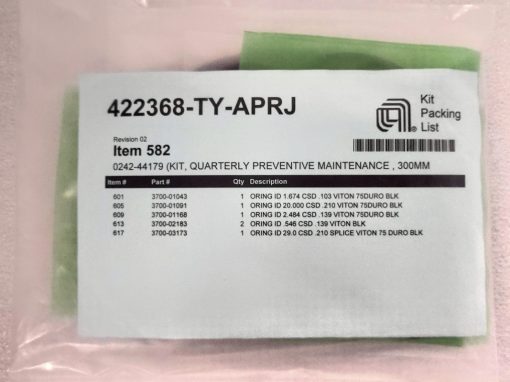 422368-TY-APRJ
Kit
Packing
List
Revision 02
Item 582
0242-44179 (KIT, QUARTERLY PREVENTIVE MAINTENANCE , 300MM
Item # Part # Qty Description
601 3700-01043 1 ORING ID 1.674 CSD .103 VITON 75DURO BLK
605 3700-01091 1 ORING ID 20.000 CSD .210 VITON 75DURO BLK
609 3700-01168 1 ORING ID 2.484 CSD .139 VITON 75DURO BLK
613 3700-02183 2 ORING ID .546 CSD .139 VITON BLK
617 3700-03173 1 ORING ID 29.0 CSD .210 SPLICE VITON 75 DURO BLK